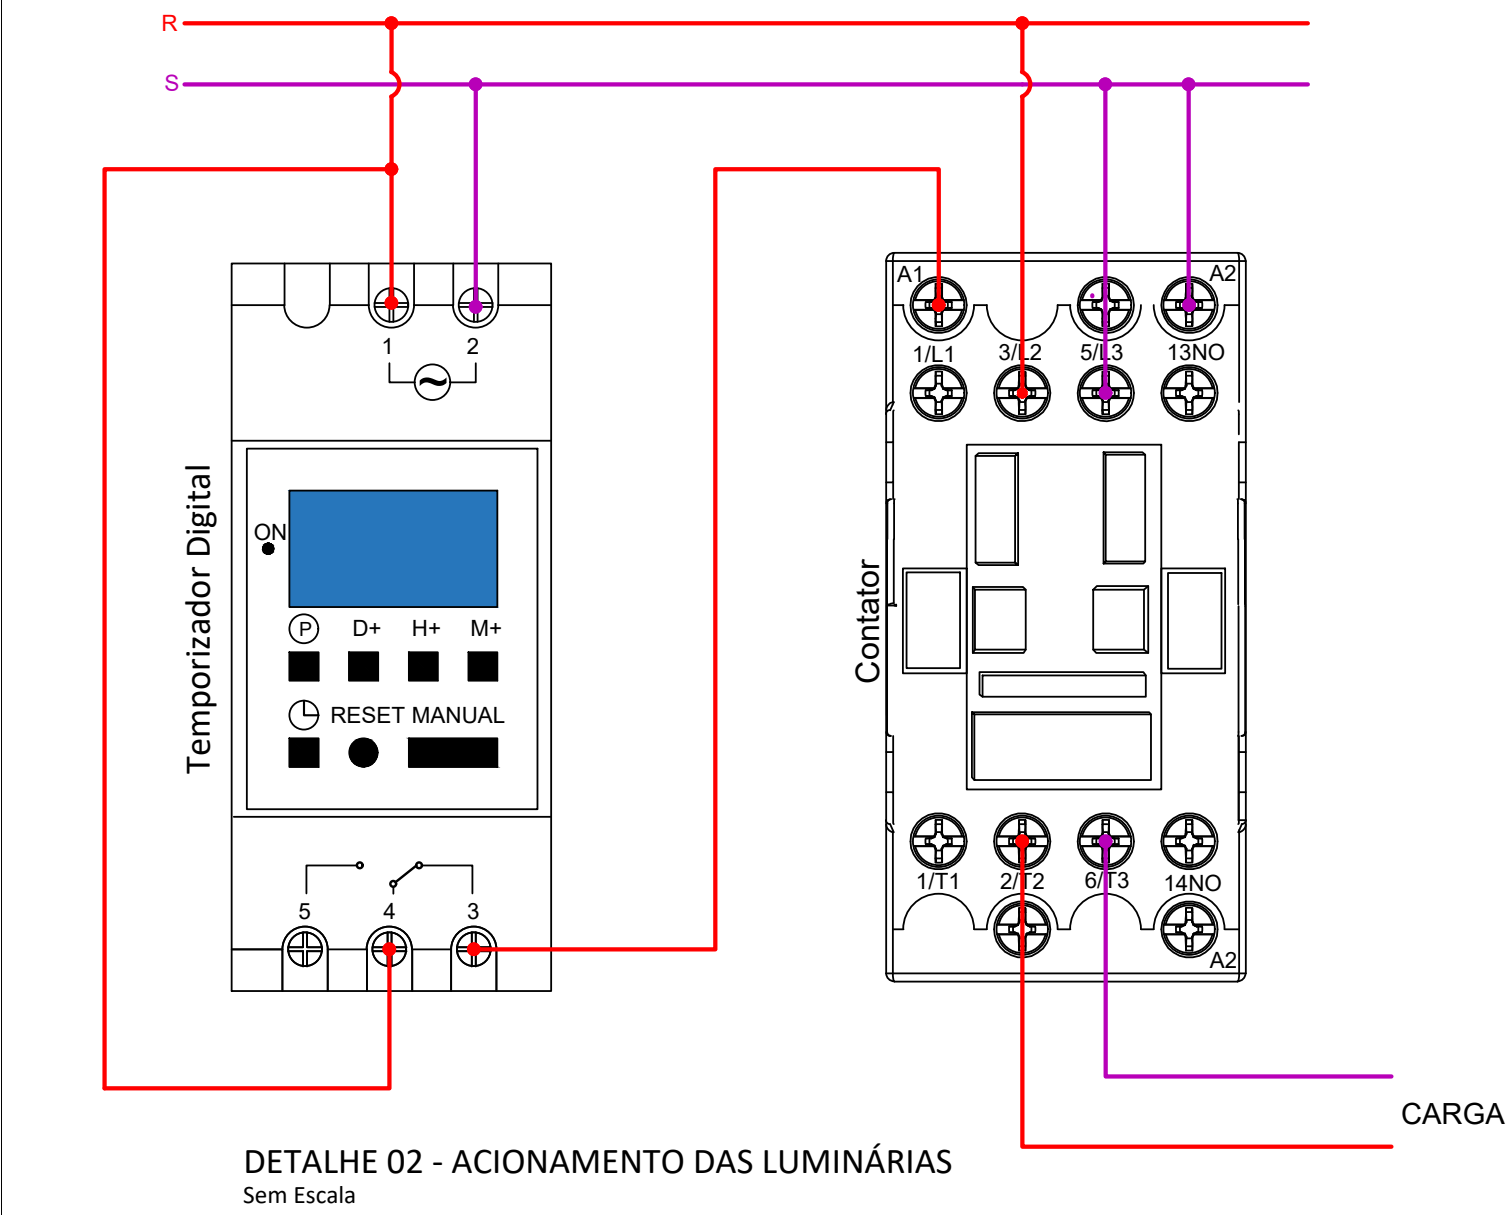 R
S
A1
A2
1/L1
3/L2
5/L3
13NO
1
2
Temporizador Digital
ON
P
D+
H+
M+
RESET MANUAL
Contator
5
4
3
1/T1
2/T2
6/T3
14NO
A2
CARGA
DETALHE 02 - ACIONAMENTO DAS LUMINÁRIAS
Sem Escala